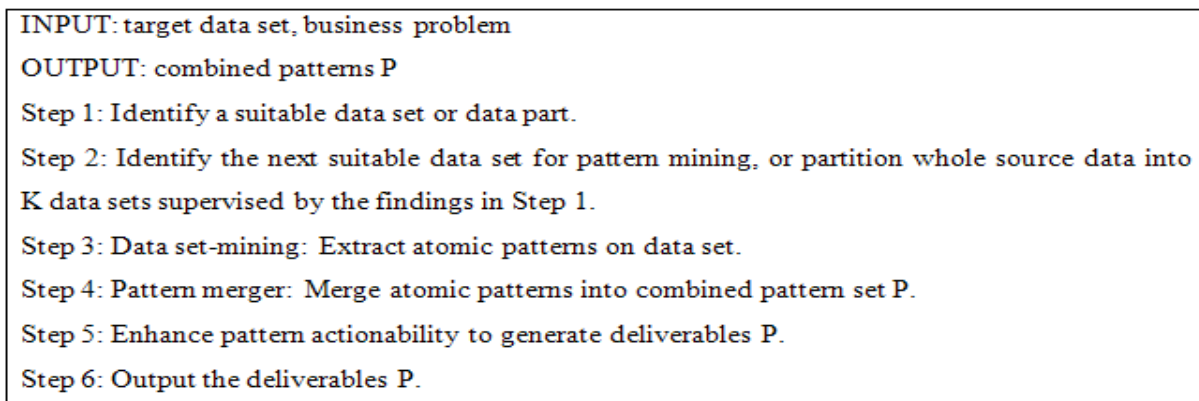 INPUT: target data set, business problem
OUTPUT: combined patterns P
Step 1: Identify a suitable data set or data part.
Step 2: Identify the next suitable data set for pattern mining, or partition whole source data into
K data sets supervised by the findings in Step 1.
Step 3: Data set-mining: Extract atomic patterns on data set.
Step 4: Pattern merger: Merge atomic patterns into combined pattern set P.
Step 5: Enhance pattern actionability to generate deliverables P.
Step 6: Output the deliverables P.